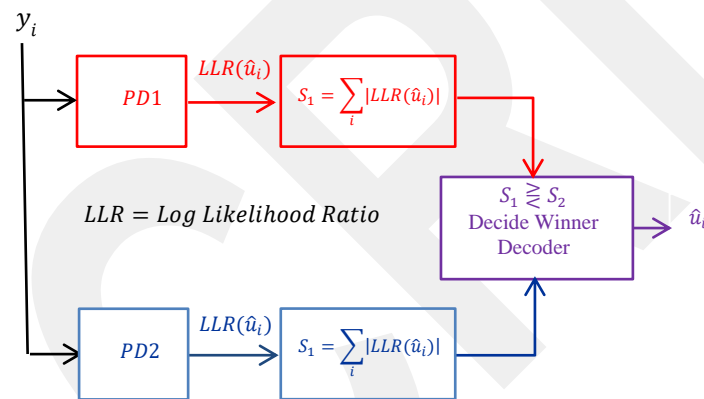 y_i
LLR(û_i)
PD1
S_1 = ∑_i |LLR(û_i)|
LLR = Log Likelihood Ratio
S_1 ⋛ S_2
Decide Winner
Decoder
û_i
LLR(û_i)
PD2
S_1 = ∑_i |LLR(û_i)|